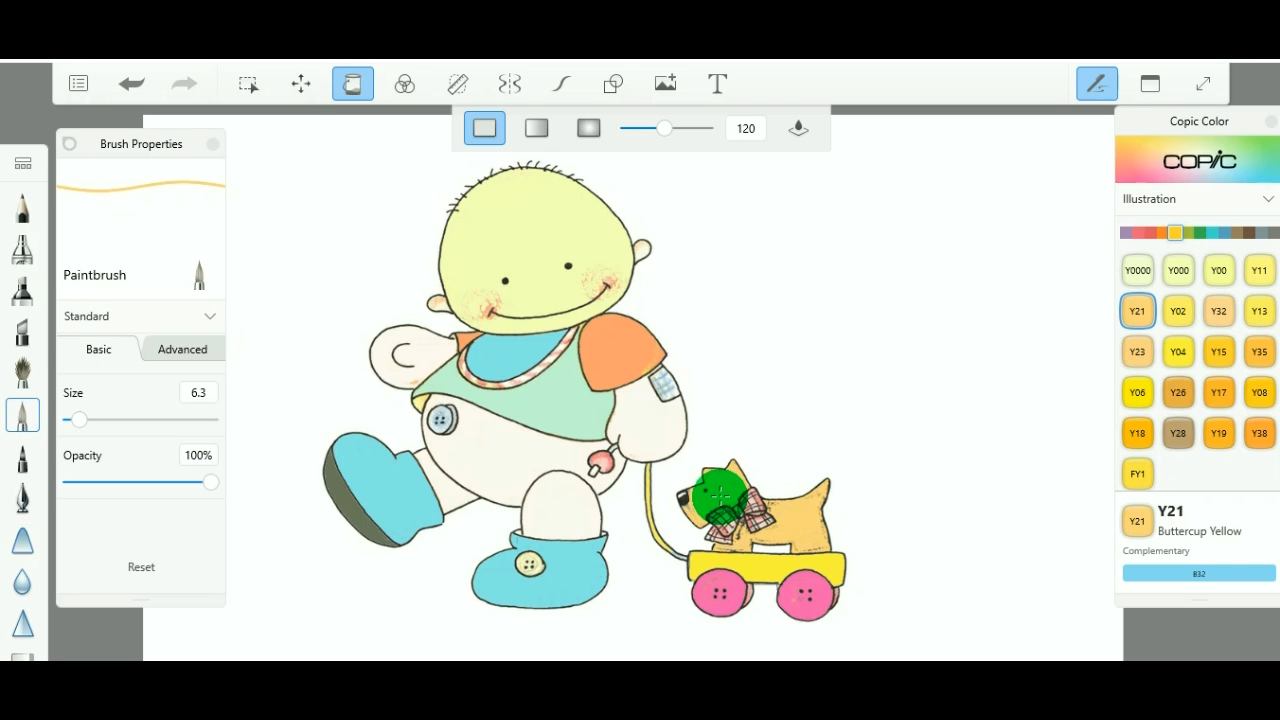 T
120
Brush Properties
Paintbrush
Standard
Basic
Advanced
Size
6.3
Opacity
100%
Reset
Copic Color
COPIC
Illustration
Y0000 Y000 Y00 Y11
Y21 Y02 Y32 Y13
Y23 Y04 Y15 Y35
Y06 Y26 Y17 Y08
Y18 Y28 Y19 Y38
FY1
Y21
Y21
Buttercup Yellow
Complementary
B32